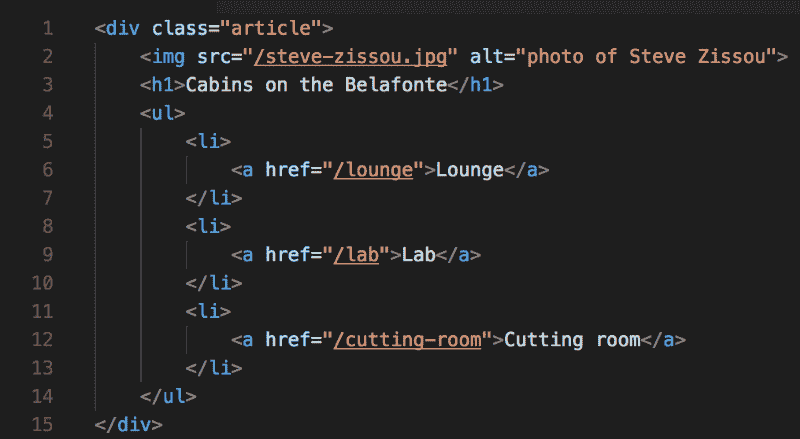 1 <div class="article">
2 <img src="/steve-zissou.jpg" alt="photo of Steve Zissou">
3 <h1>Cabins on the Belafonte</h1>
4 <ul>
5 <li>
6 <a href="/lounge">Lounge</a>
7 </li>
8 <li>
9 <a href="/lab">Lab</a>
10 </li>
11 <li>
12 <a href="/cutting-room">Cutting room</a>
13 </li>
14 </ul>
15 </div>